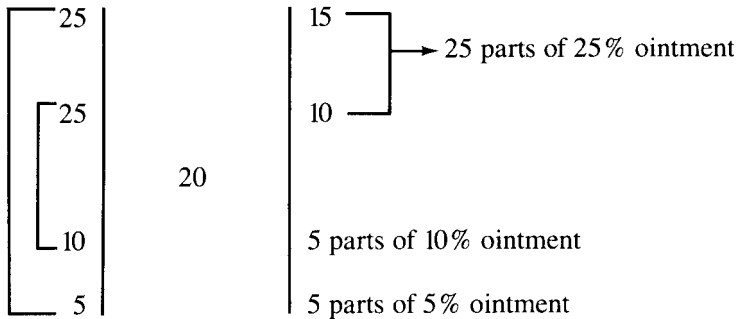 25 15
25 parts of 25% ointment
25 10
20
10 5 parts of 10% ointment
5 5 parts of 5% ointment